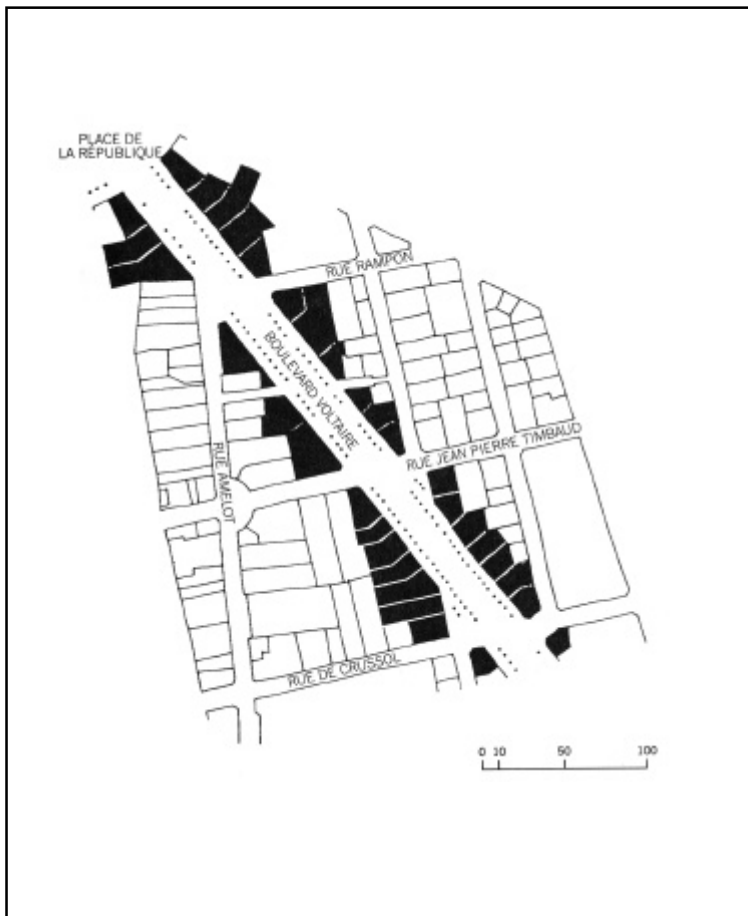 PLACE DE
LA RÉPUBLIQUE
RUE RAMPON
BOULEVARD VOLTAIRE
RUE JEAN PIERRE TIMBAUD
RUE AMELOT
RUE DE CRUSSOL
0 10 50 100